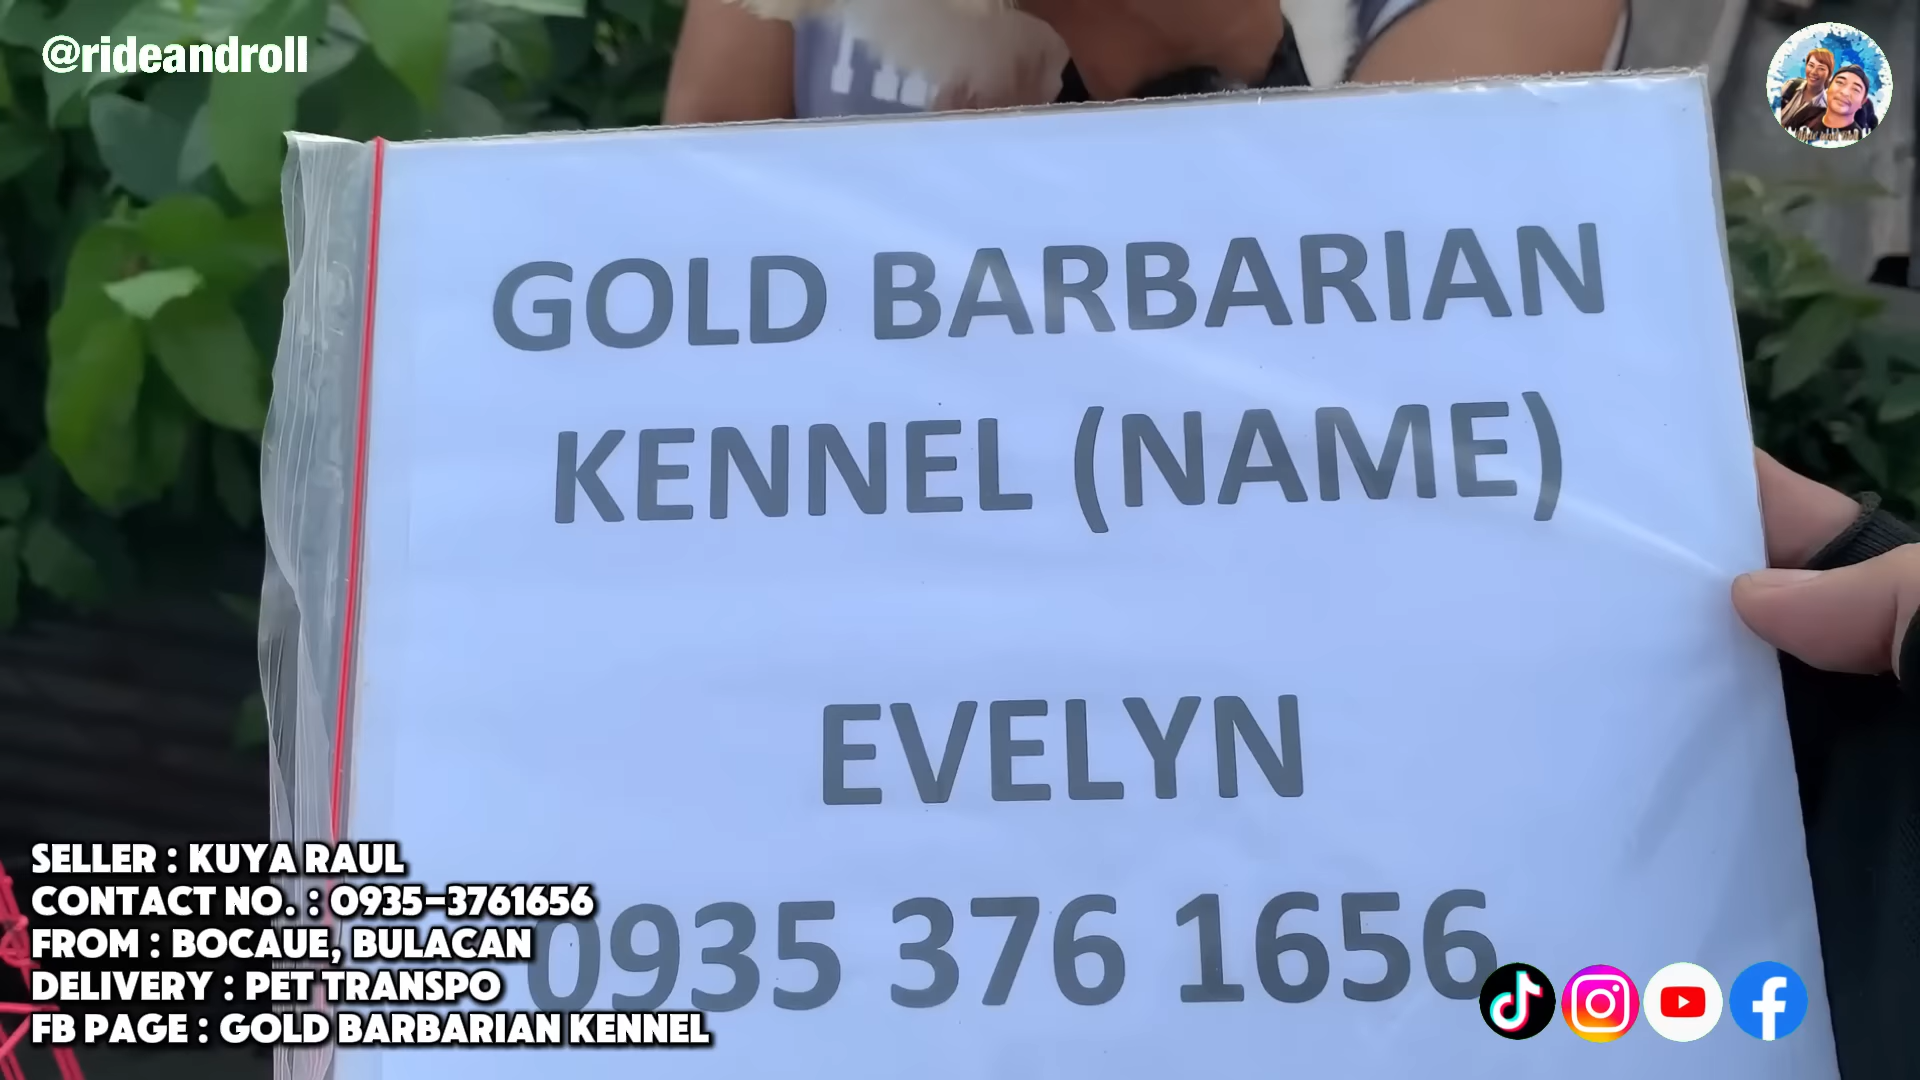 @rideandroll
GOLD BARBARIAN
KENNEL (NAME)
EVELYN
0935 376 1656
SELLER : KUYA RAUL
CONTACT NO. : 0935-3761656
FROM : BOCAUE, BULACAN
DELIVERY : PET TRANSPO
FB PAGE : GOLD BARBARIAN KENNEL